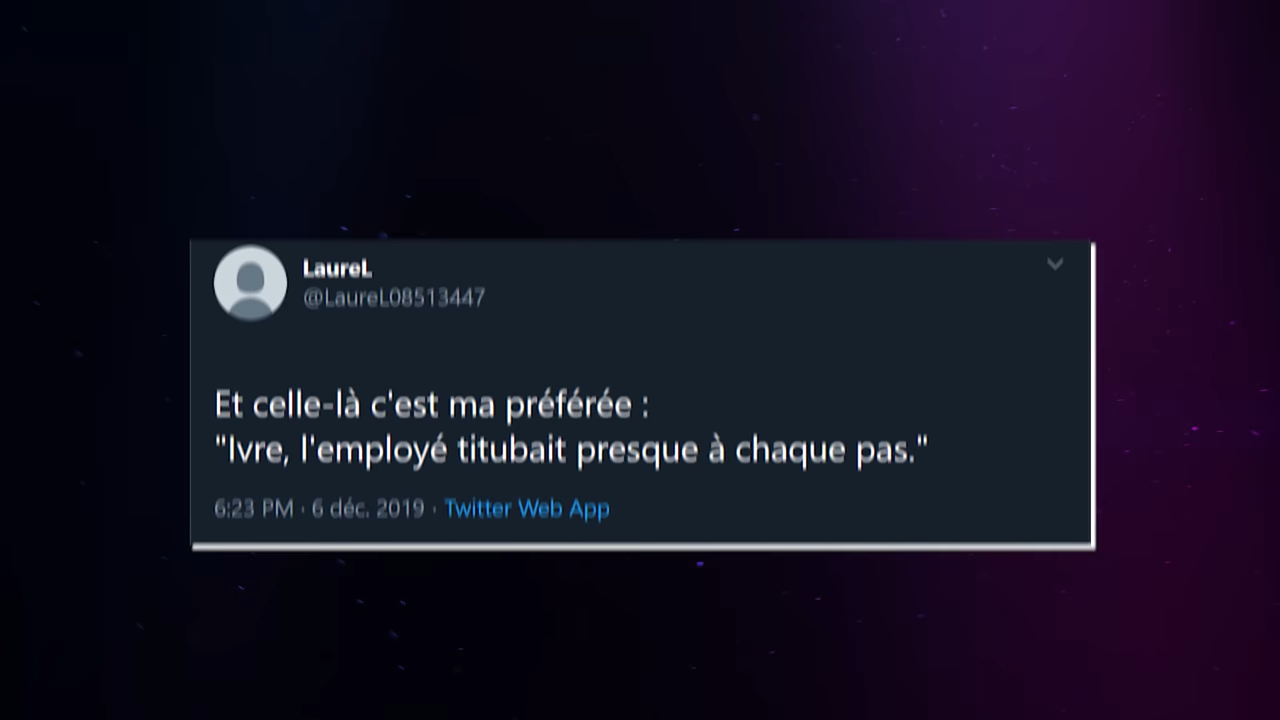 LaureL
@LaureL08513447
Et celle-là c'est ma préférée :
"Ivre, l'employé titubait presque à chaque pas."
6:23 PM · 6 déc. 2019 · Twitter Web App